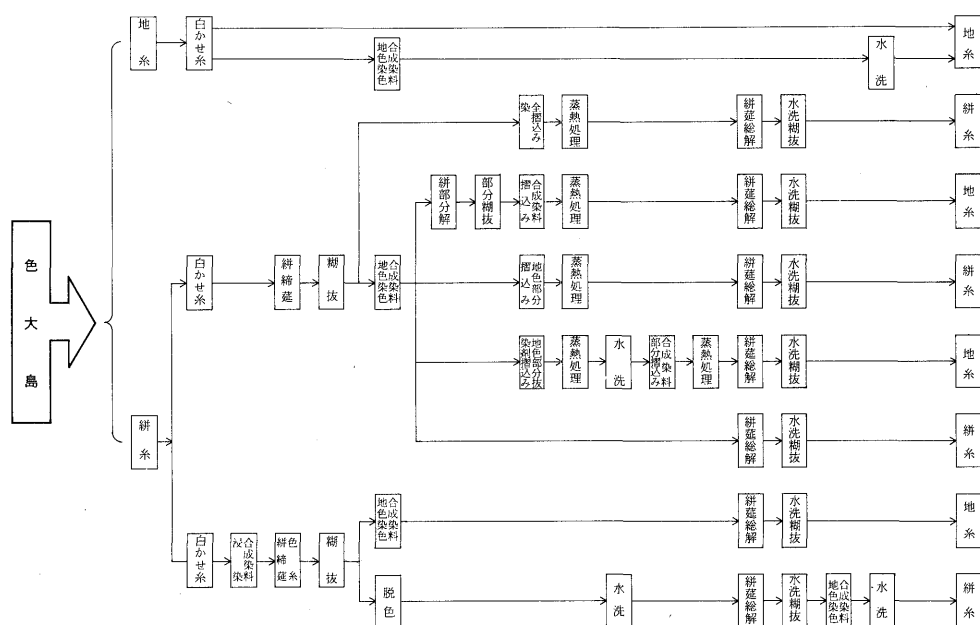 色大島
地糸
白かせ糸
合成染料
地色染色
水洗
地糸
全摺込み
染
蒸熱処理
絣莚総解
水洗糊抜
絣糸
絣部分解
部分糊抜
合成染料
摺込み
蒸熱処理
絣莚総解
水洗糊抜
地糸
白かせ糸
絣締莚
糊抜
合成染料
地色染色
地色部分
摺込み
蒸熱処理
絣莚総解
水洗糊抜
絣糸
地色部分抜
染剤摺込み
蒸熱処理
水洗
合成染料
部分摺込み
蒸熱処理
絣莚総解
水洗糊抜
地糸
絣糸
絣莚総解
水洗糊抜
絣糸
白かせ糸
合成染料
浸染
色糸
絣締莚
糊抜
合成染料
地色染色
絣莚総解
水洗糊抜
地糸
脱色
水洗
絣莚総解
水洗糊抜
合成染料
地色染色
水洗
絣糸